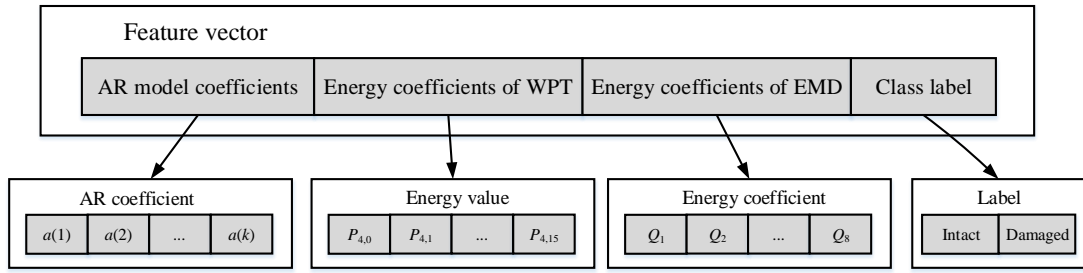 Feature vector
AR model coefficients Energy coefficients of WPT Energy coefficients of EMD Class label
AR coefficient Energy value Energy coefficient Label
a(1) a(2) ... a(k) P4,0 P4,1 ... P4,15 Q1 Q2 ... Q8 Intact Damaged